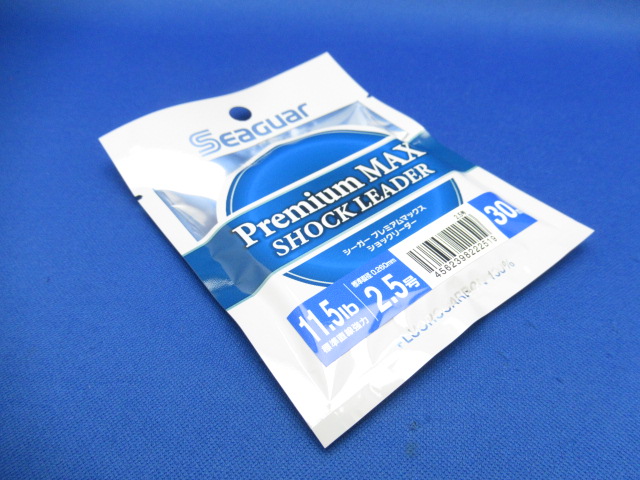 Seaguar
Premium MAX
SHOCK LEADER
シーガー プレミアムマックス
ショックリーダー
30
標準直径 0.260mm
11.5lb 2.5号
標準直線強力
4562398222519
FLUOROCARBON 100%